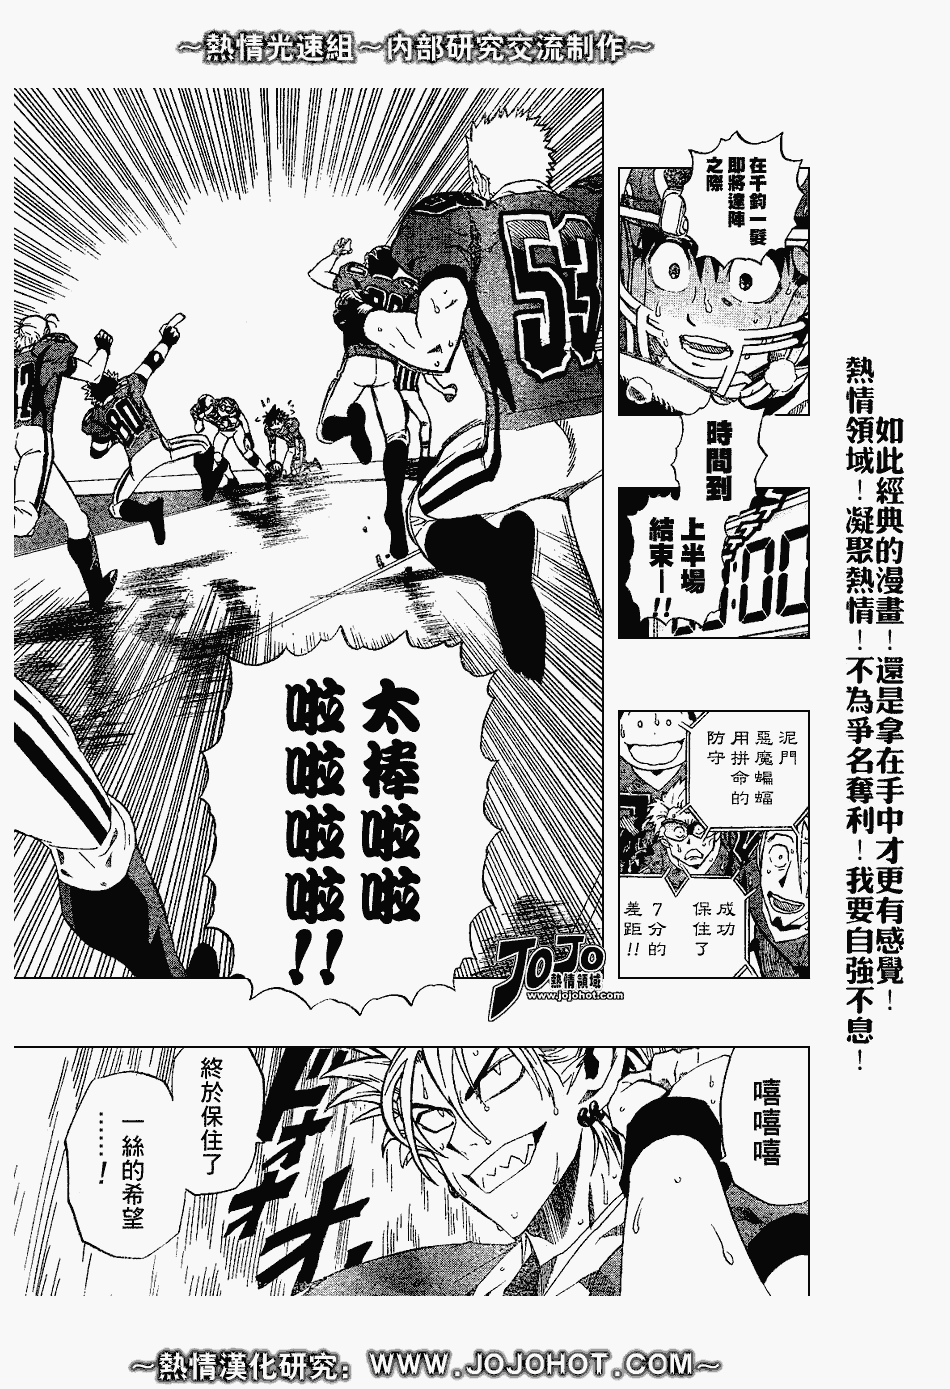 ~熱情光速組~內部研究交流制作~
在千鈞一髮
即將達陣
之際
時間到
上半場
結束—!!
00
泥門
惡魔蝙蝠
用拼命的
防守
成功
保住了
7分的
差距!!
53
80
47
太棒啦啦
啦啦啦啦!!
JOJO
熱情領域
www.jojohot.com
嘻嘻嘻
終於保住了
一絲的希望
……!
如此經典的漫畫!還是拿在手中才更有感覺!
熱情領域!凝聚熱情!不為爭名奪利!我要自強不息!
~熱情漢化研究: WWW.JOJOHOT.COM~